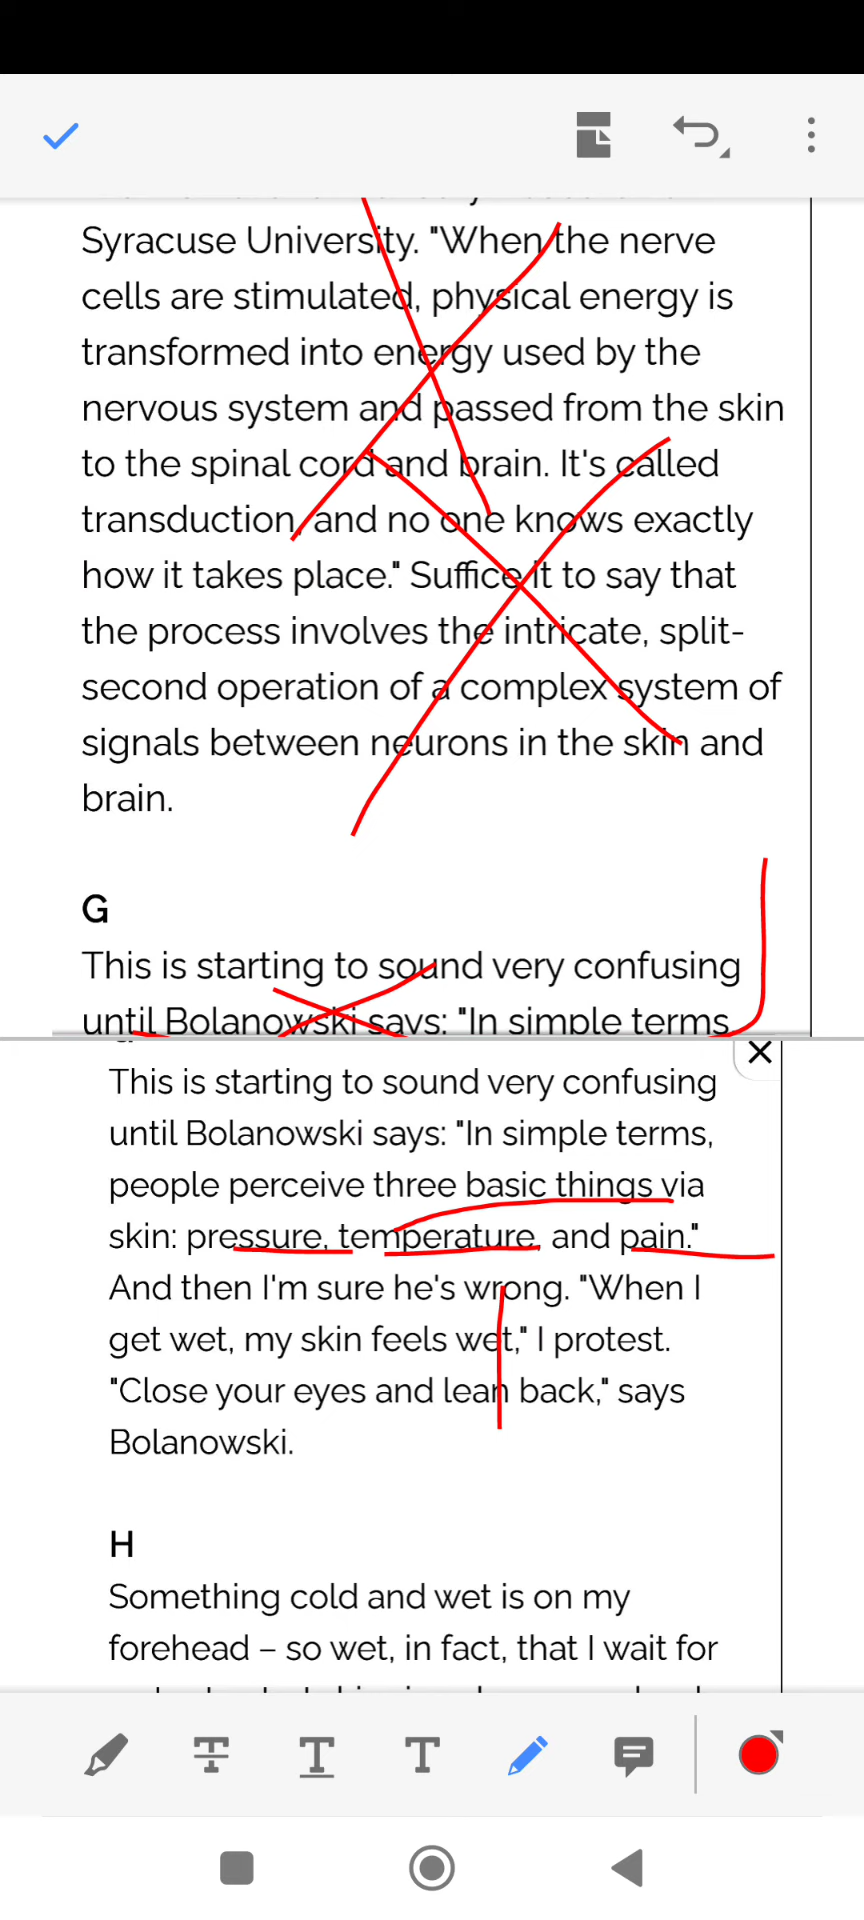 Syracuse University. "When the nerve
cells are stimulated, physical energy is
transformed into energy used by the
nervous system and passed from the skin
to the spinal cord and brain. It's called
transduction, and no one knows exactly
how it takes place." Suffice it to say that
the process involves the intricate, split-
second operation of a complex system of
signals between neurons in the skin and
brain.
G
This is starting to sound very confusing
until Bolanowski says: "In simple terms,
This is starting to sound very confusing
until Bolanowski says: "In simple terms,
people perceive three basic things via
skin: pressure, temperature, and pain."
And then I'm sure he's wrong. "When I
get wet, my skin feels wet," I protest.
"Close your eyes and lean back," says
Bolanowski.
H
Something cold and wet is on my
forehead – so wet, in fact, that I wait for